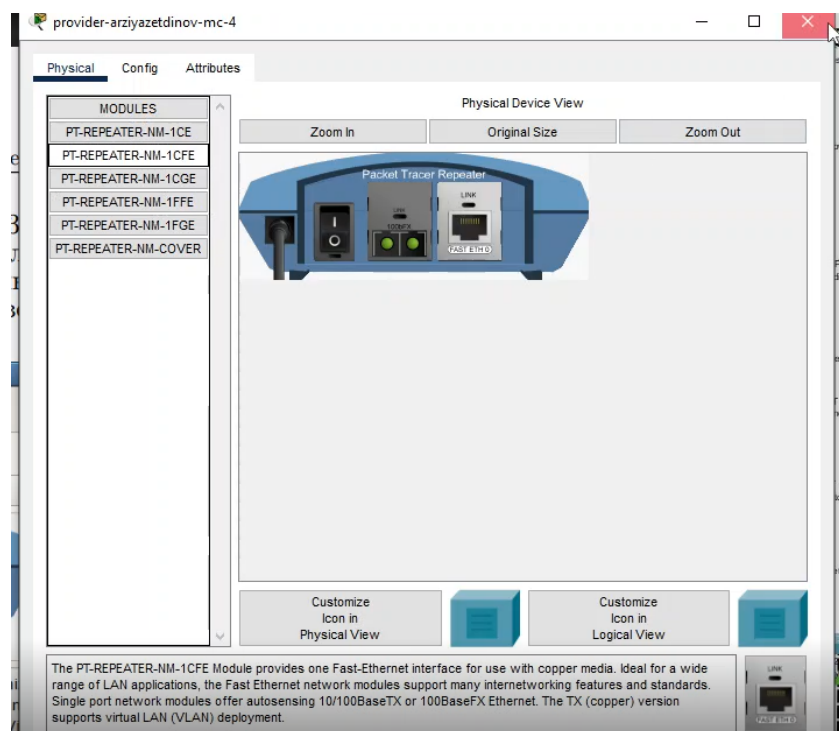 provider-arziyazetdinov-mc-4
Physical Config Attributes
MODULES
PT-REPEATER-NM-1CE
PT-REPEATER-NM-1CFE
PT-REPEATER-NM-1CGE
PT-REPEATER-NM-1FFE
PT-REPEATER-NM-1FGE
PT-REPEATER-NM-COVER
Physical Device View
Zoom In Original Size Zoom Out
Packet Tracer Repeater
LINK
LINK
100bFX
FAST ETH 0
Customize
Icon in
Physical View
Customize
Icon in
Logical View
The PT-REPEATER-NM-1CFE Module provides one Fast-Ethernet interface for use with copper media. Ideal for a wide
range of LAN applications, the Fast Ethernet network modules support many internetworking features and standards.
Single port network modules offer autosensing 10/100BaseTX or 100BaseFX Ethernet. The TX (copper) version
supports virtual LAN (VLAN) deployment.
LINK
FAST ETH 0